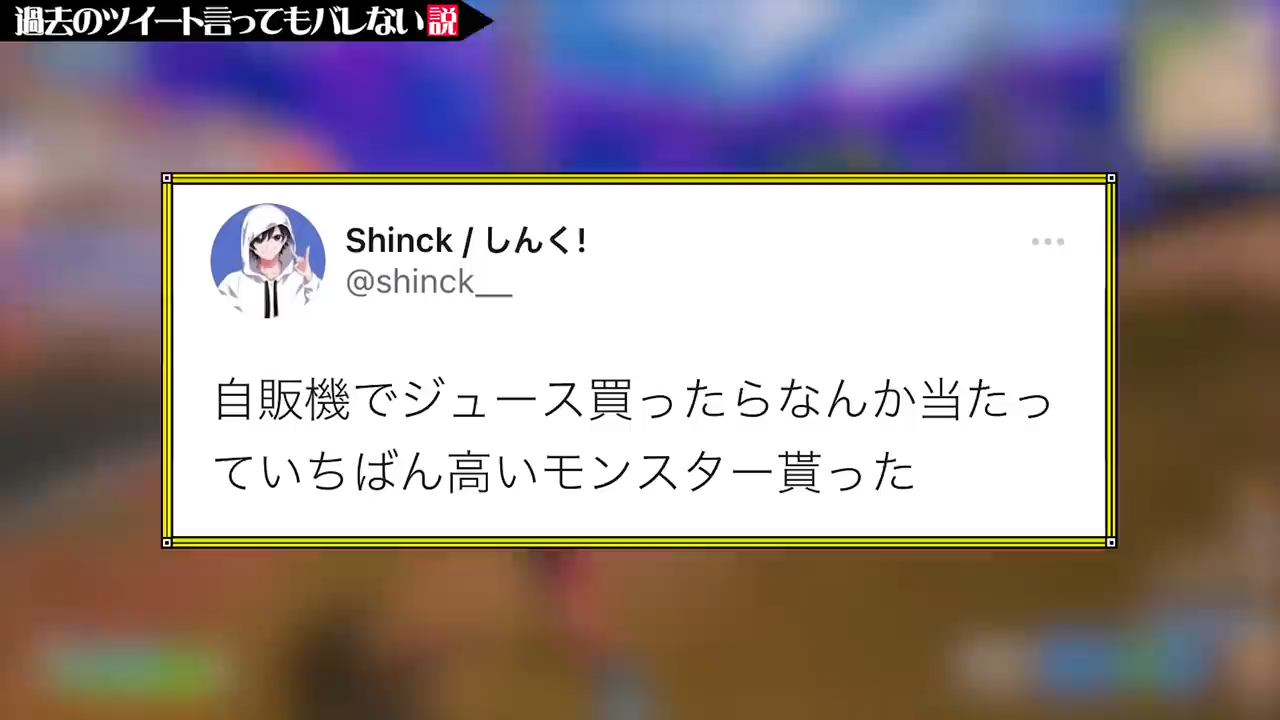 過去のツイート言ってもバレない説
Shinck / しんく!
@shinck__
自販機でジュース買ったらなんか当たっ
ていちばん高いモンスター貰った